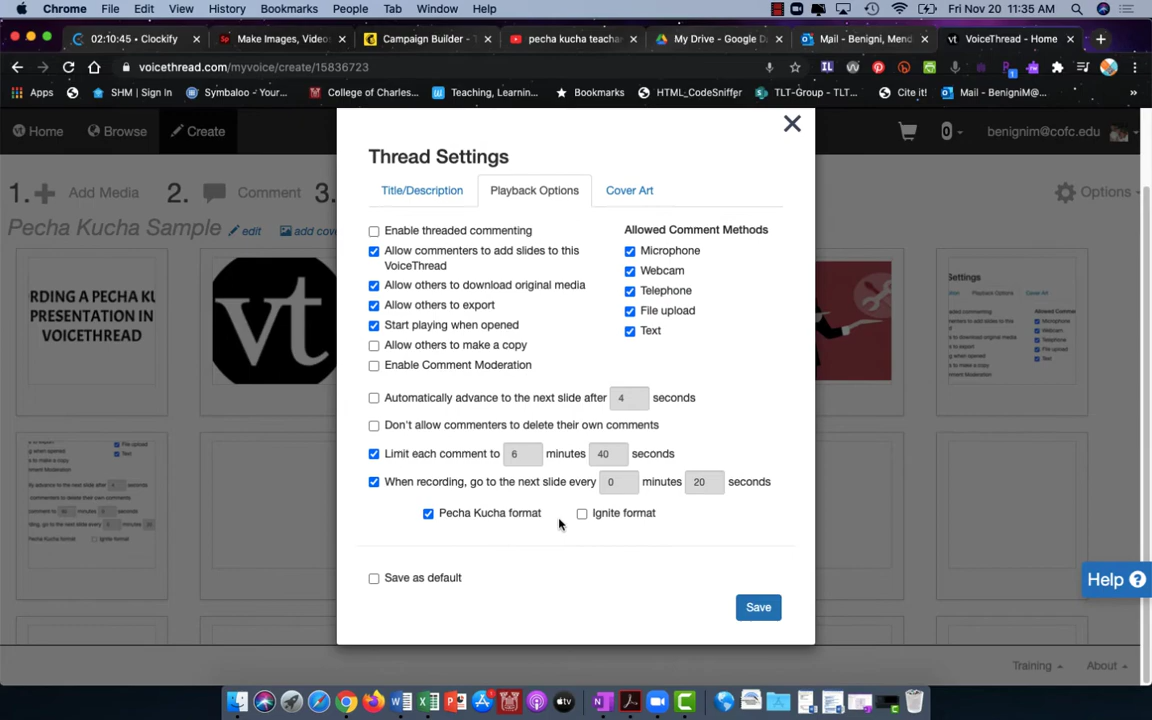 Chrome File Edit View History Bookmarks People Tab Window Help Fri Nov 20 11:35 AM
02:10:45 – Clockify Make Images, Video Campaign Builder - pecha kucha teacha My Drive - Google D Mail - Benigni, Mend VoiceThread - Home
voicethread.com/myvoice/create/15836723
Apps SHM | Sign In Symbaloo - Your... College of Charles... Teaching, Learnin... Bookmarks HTML_CodeSniffer TLT-Group - TLT-... Cite it! Mail - BenigniM@...
Home Browse Create 0 benignim@cofc.edu
1. Add Media 2. Comment 3. Options
Pecha Kucha Sample edit add cov
RDING A PECHA KU
PRESENTATION IN
VOICETHREAD
vt
Thread Settings
Title/Description Playback Options Cover Art
Enable threaded commenting
Allow commenters to add slides to this
VoiceThread
Allow others to download original media
Allow others to export
Start playing when opened
Allow others to make a copy
Enable Comment Moderation
Allowed Comment Methods
Microphone
Webcam
Telephone
File upload
Text
Automatically advance to the next slide after 4 seconds
Don't allow commenters to delete their own comments
Limit each comment to 6 minutes 40 seconds
When recording, go to the next slide every 0 minutes 20 seconds
Pecha Kucha format Ignite format
Save as default
Save
Help
Training About